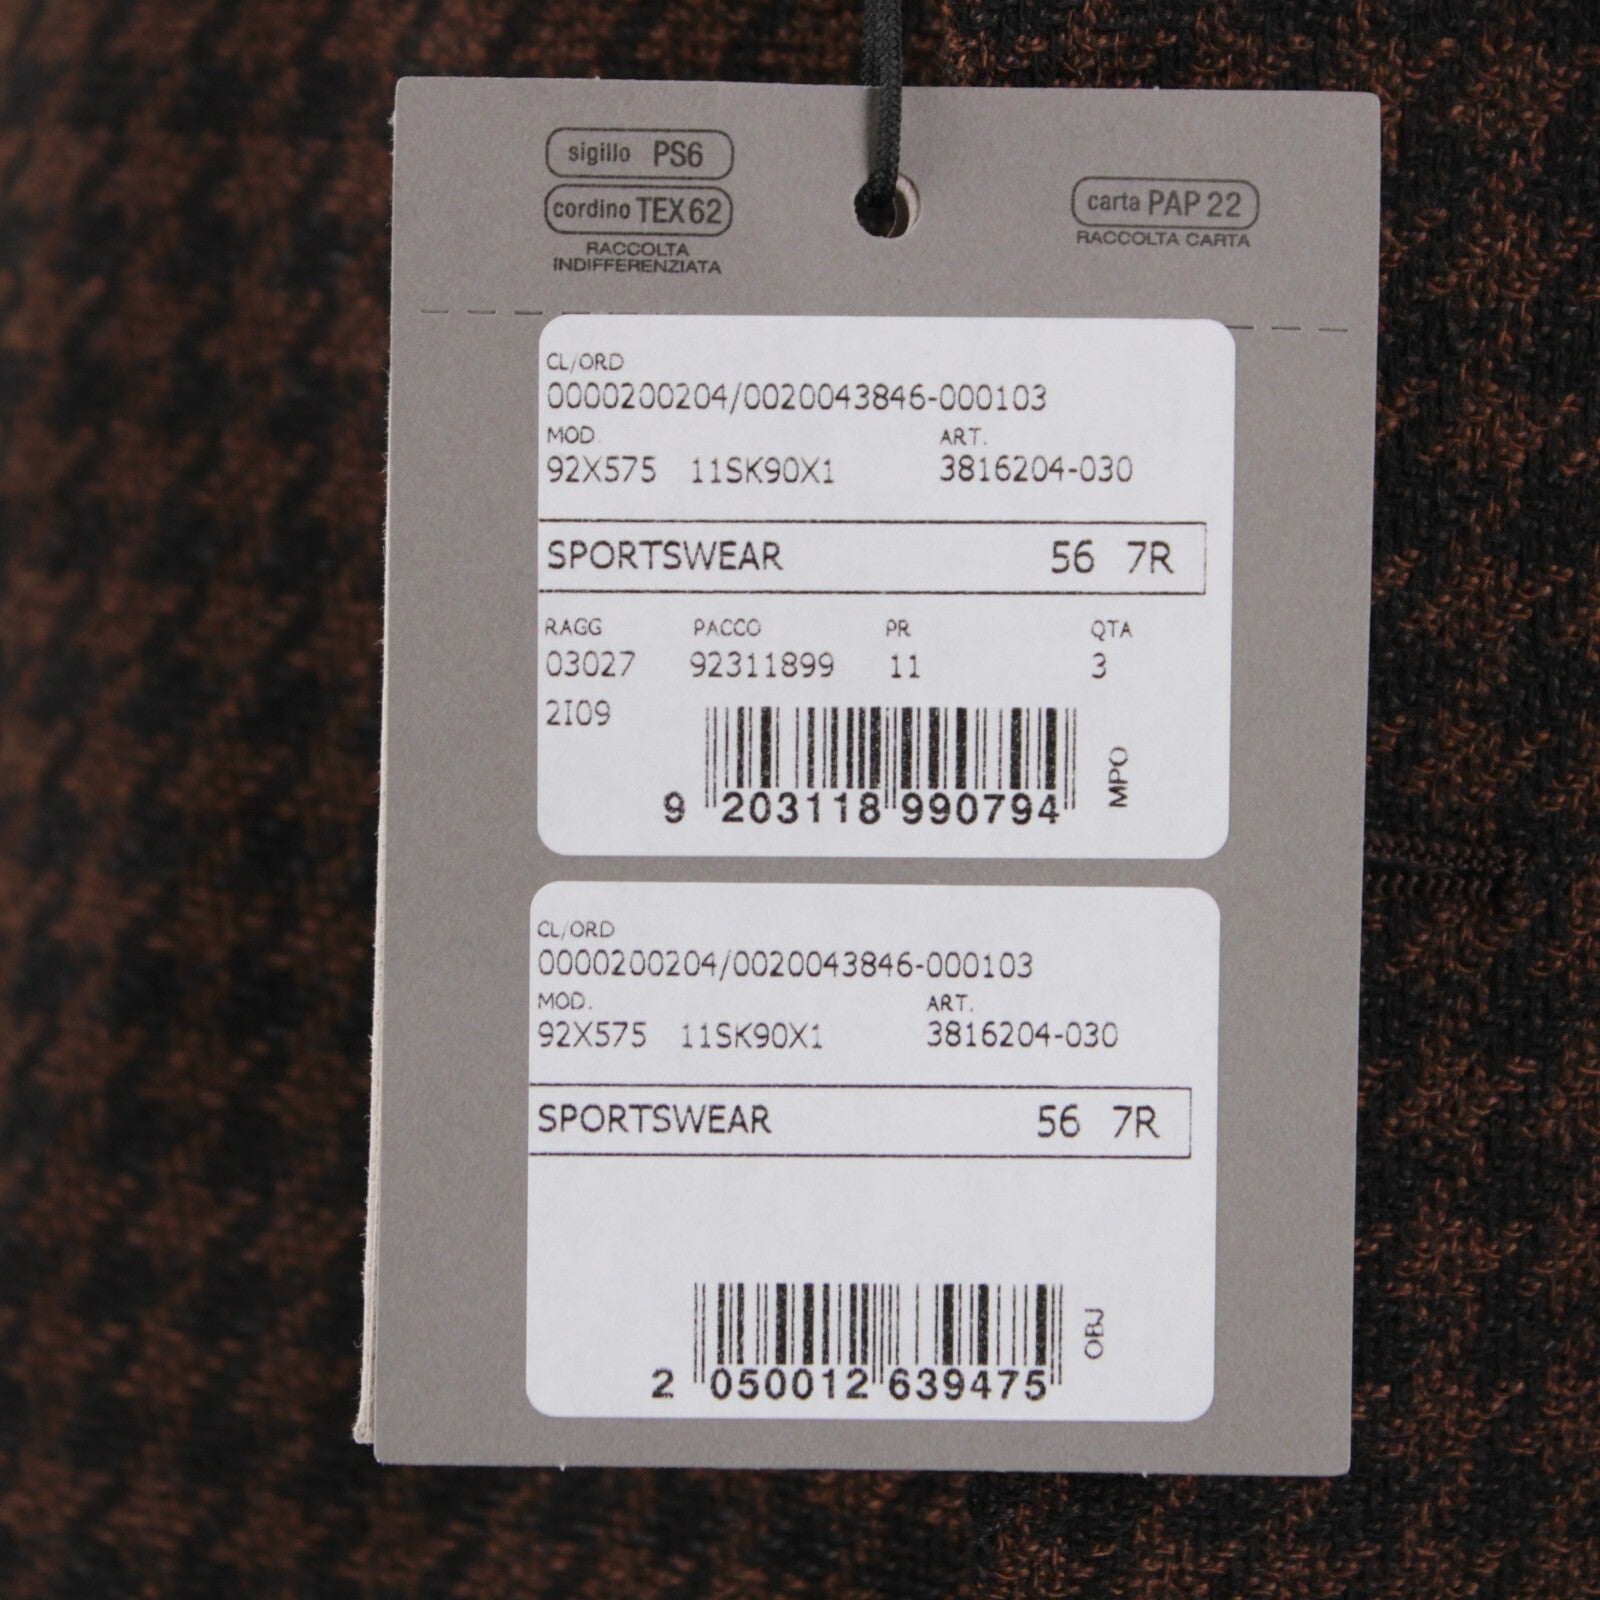 sigillo PS6
cordino TEX 62
RACCOLTA
INDIFFERENZIATA
carta PAP 22
RACCOLTA CARTA
CL/ORD
0000200204/0020043846-000103
MOD. ART.
92X575 11SK90X1 3816204-030
SPORTSWEAR 56 7R
RAGG PACCO PR QTA
03027 92311899 11 3
2I09
9 203118 990794
MPO
CL/ORD
0000200204/0020043846-000103
MOD. ART.
92X575 11SK90X1 3816204-030
SPORTSWEAR 56 7R
2 050012 639475
OBJ